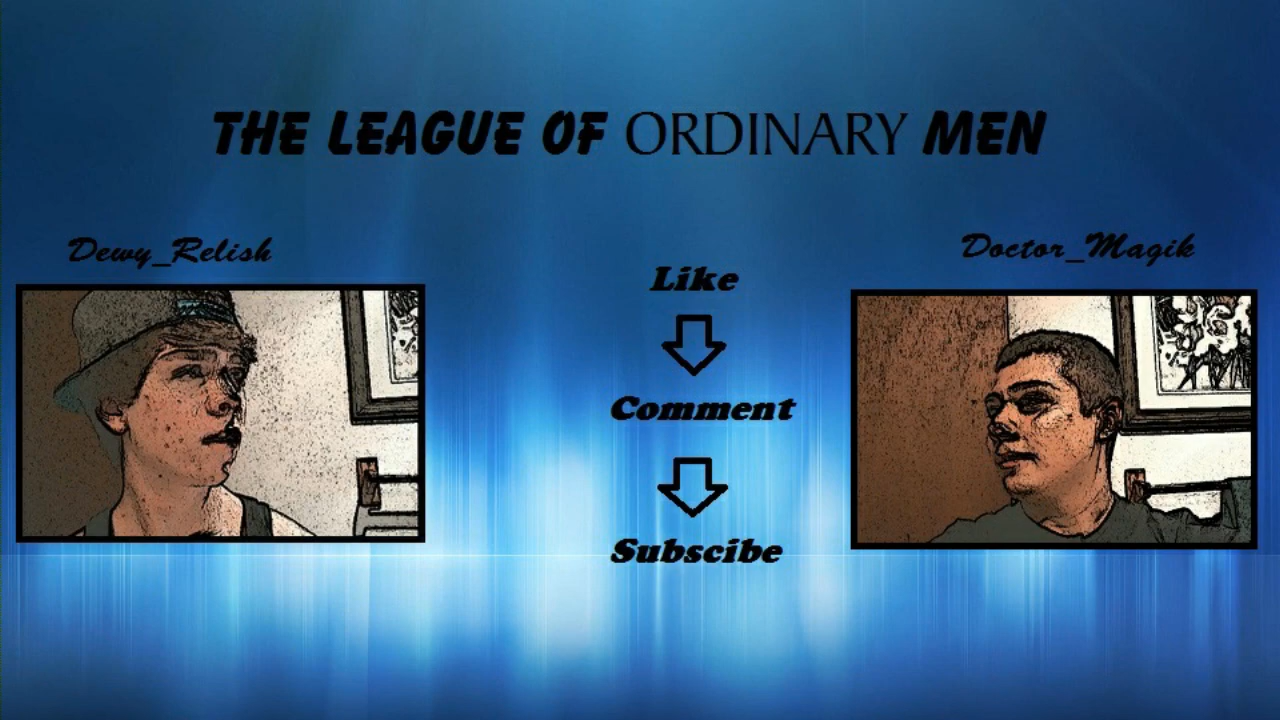 THE LEAGUE OF ORDINARY MEN
Dewy_Relish
Doctor_Magik
Like
Comment
Subscibe